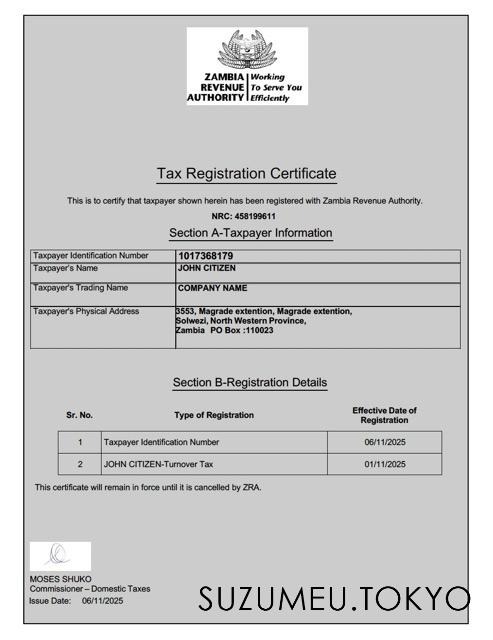 ZAMBIA
REVENUE
AUTHORITY
Working
To Serve You
Efficiently
Tax Registration Certificate
This is to certify that taxpayer shown herein has been registered with Zambia Revenue Authority.
NRC: 458199611
Section A-Taxpayer Information
Taxpayer Identification Number 1017368179
Taxpayer's Name JOHN CITIZEN
Taxpayer's Trading Name COMPANY NAME
Taxpayer's Physical Address 3553, Magrade extention, Magrade extention,
Solwezi, North Western Province,
Zambia PO Box :110023
Section B-Registration Details
Sr. No. Type of Registration Effective Date of
Registration
1 Taxpayer Identification Number 06/11/2025
2 JOHN CITIZEN-Turnover Tax 01/11/2025
This certificate will remain in force until it is cancelled by ZRA.
MOSES SHUKO
Commissioner – Domestic Taxes
Issue Date: 06/11/2025
SUZUMEU.TOKYO